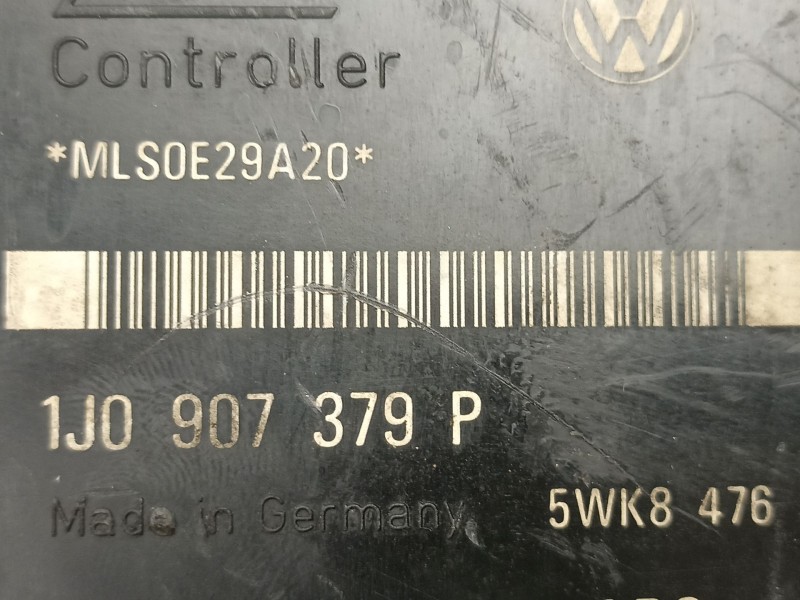 Controller
*MLS0E29A20*
1J0 907 379 P
Made in Germany
5WK8 476